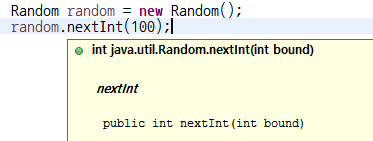 Random random = new Random();
random.nextInt(100);
int java.util.Random.nextInt(int bound)
nextInt
public int nextInt(int bound)